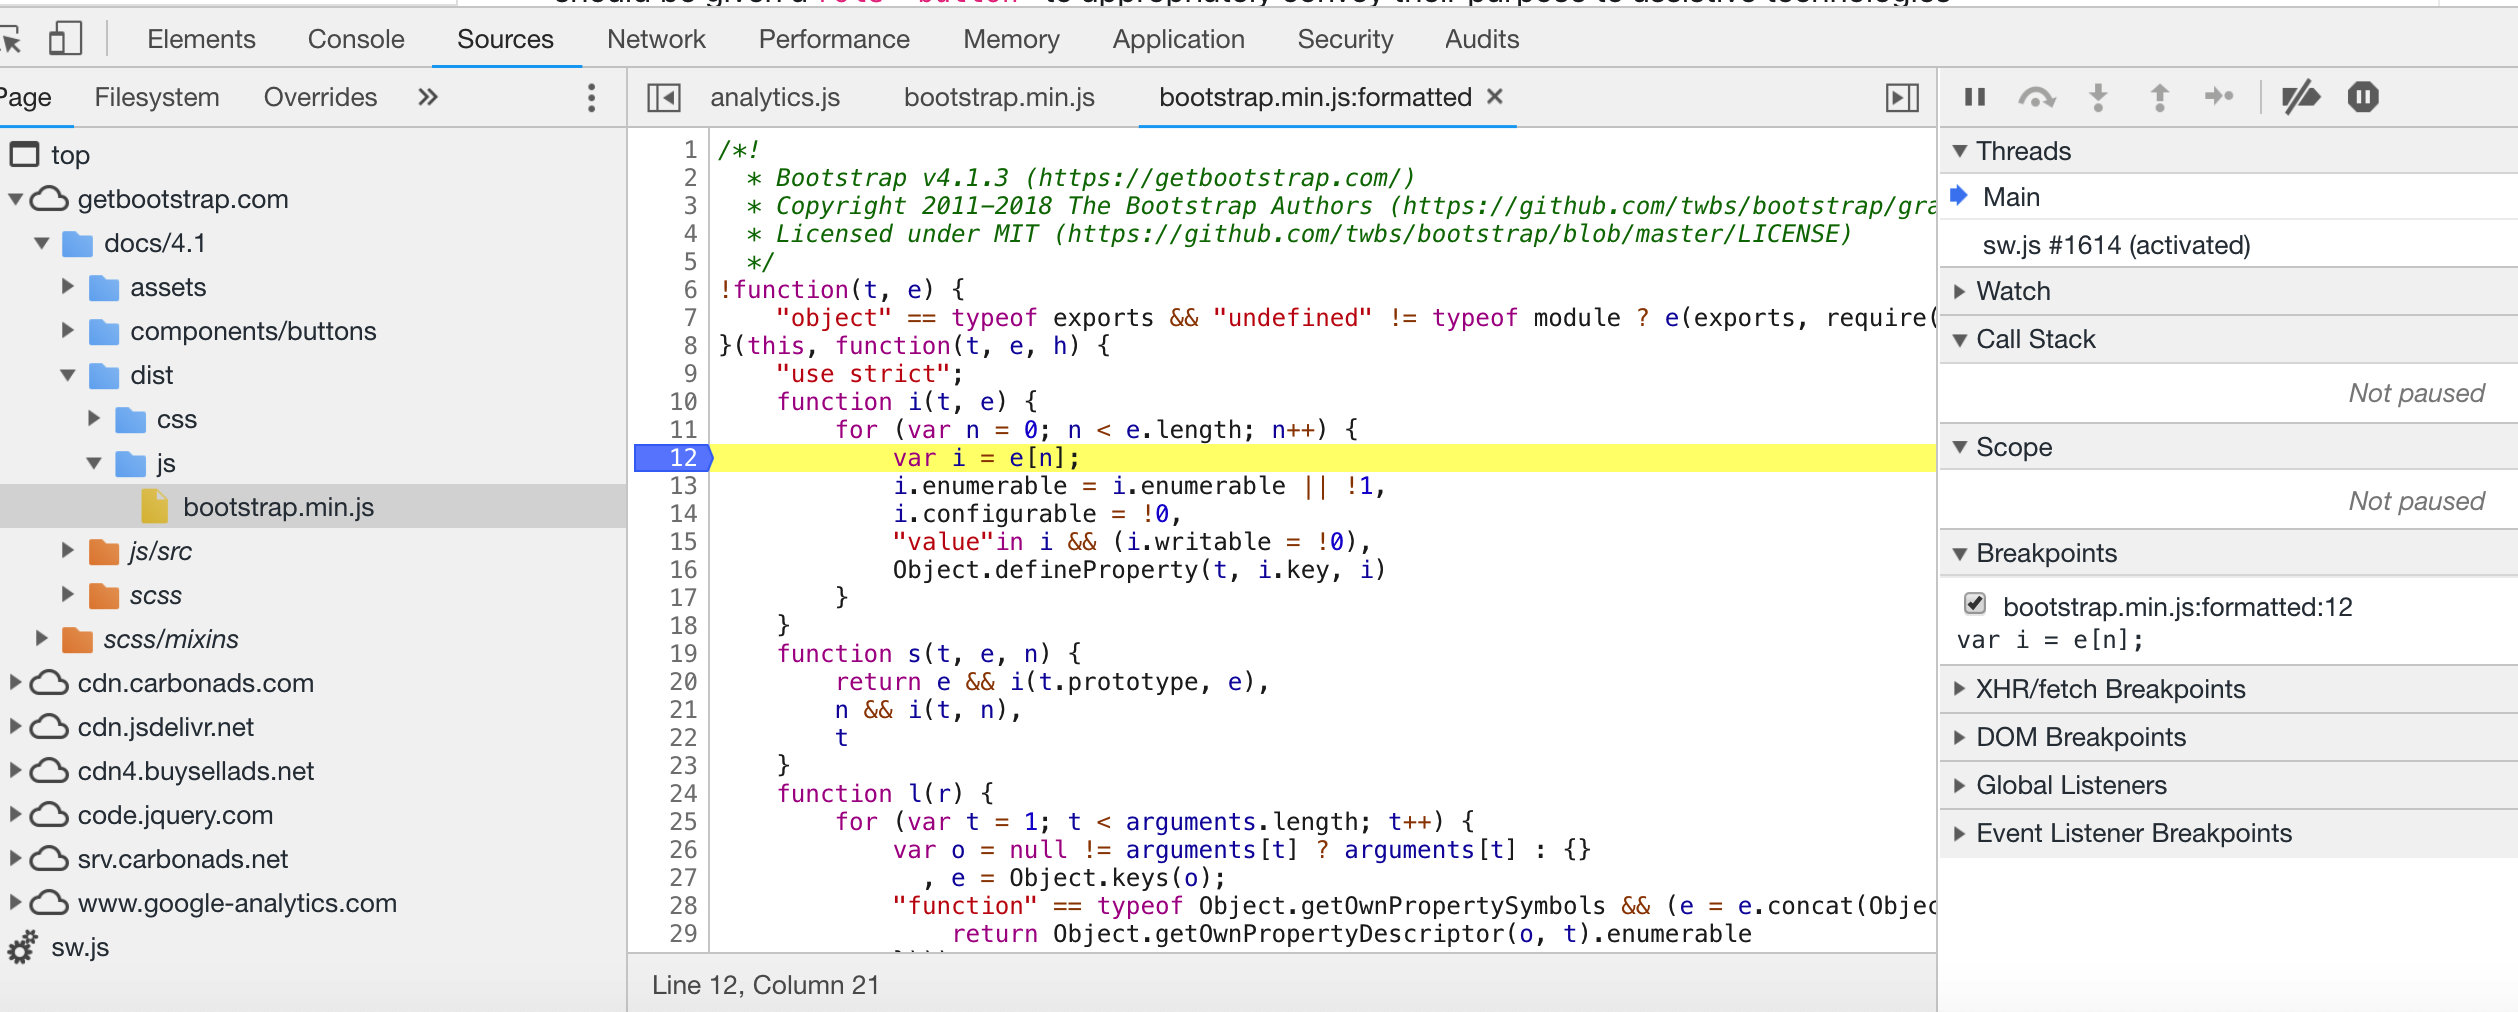 Elements Console Sources Network Performance Memory Application Security Audits
Page Filesystem Overrides »
top
getbootstrap.com
docs/4.1
assets
components/buttons
dist
css
js
bootstrap.min.js
js/src
scss
scss/mixins
cdn.carbonads.com
cdn.jsdelivr.net
cdn4.buysellads.net
code.jquery.com
srv.carbonads.net
www.google-analytics.com
sw.js
analytics.js bootstrap.min.js bootstrap.min.js:formatted ×
1 /*!
2 * Bootstrap v4.1.3 (https://getbootstrap.com/)
3 * Copyright 2011-2018 The Bootstrap Authors (https://github.com/twbs/bootstrap/gra
4 * Licensed under MIT (https://github.com/twbs/bootstrap/blob/master/LICENSE)
5 */
6 !function(t, e) {
7 "object" == typeof exports && "undefined" != typeof module ? e(exports, require(
8 }(this, function(t, e, h) {
9 "use strict";
10 function i(t, e) {
11 for (var n = 0; n < e.length; n++) {
12 var i = e[n];
13 i.enumerable = i.enumerable || !1,
14 i.configurable = !0,
15 "value"in i && (i.writable = !0),
16 Object.defineProperty(t, i.key, i)
17 }
18 }
19 function s(t, e, n) {
20 return e && i(t.prototype, e),
21 n && i(t, n),
22 t
23 }
24 function l(r) {
25 for (var t = 1; t < arguments.length; t++) {
26 var o = null != arguments[t] ? arguments[t] : {}
27 , e = Object.keys(o);
28 "function" == typeof Object.getOwnPropertySymbols && (e = e.concat(Objec
29 return Object.getOwnPropertyDescriptor(o, t).enumerable
Line 12, Column 21
Threads
Main
sw.js #1614 (activated)
Watch
Call Stack
Not paused
Scope
Not paused
Breakpoints
bootstrap.min.js:formatted:12
var i = e[n];
XHR/fetch Breakpoints
DOM Breakpoints
Global Listeners
Event Listener Breakpoints